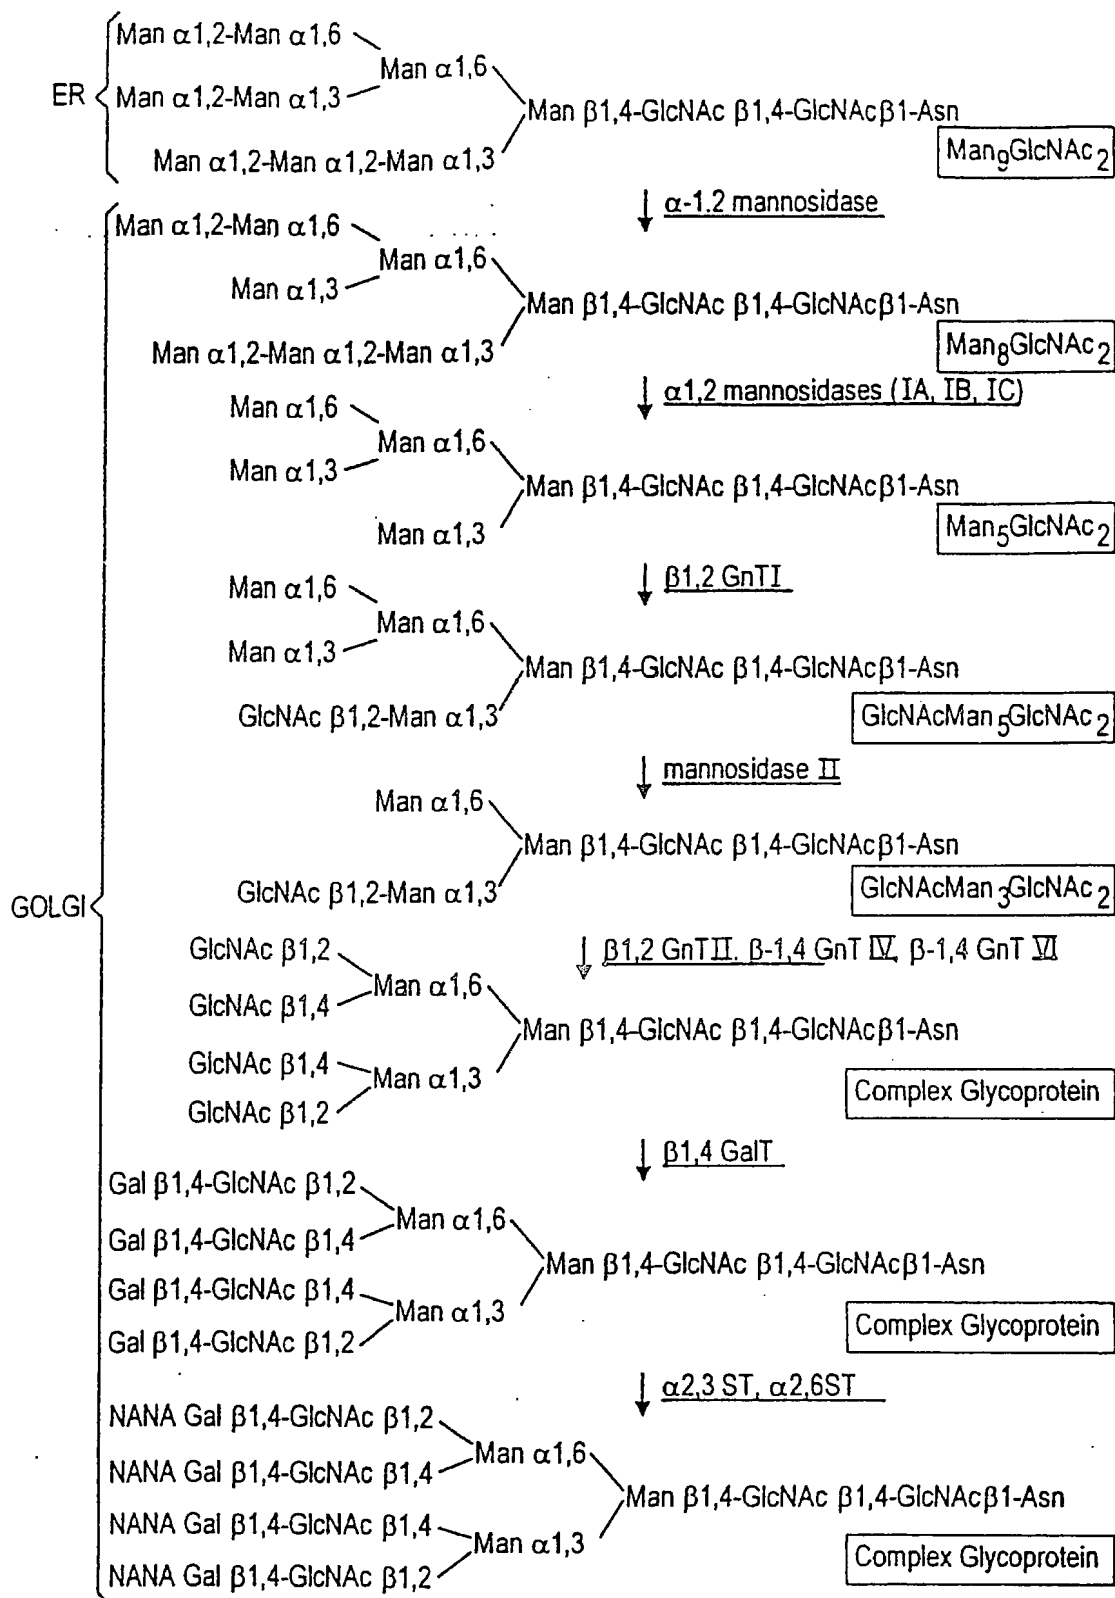 Man α1,2-Man α1,6
Man α1,6
ER
Man α1,2-Man α1,3
Man β1,4-GlcNAc β1,4-GlcNAcβ1-Asn
Man α1,2-Man α1,2-Man α1,3
Man9GlcNAc2
α-1.2 mannosidase
Man α1,2-Man α1,6
Man α1,6
Man α1,3
Man β1,4-GlcNAc β1,4-GlcNAcβ1-Asn
Man α1,2-Man α1,2-Man α1,3
Man8GlcNAc2
α1,2 mannosidases (IA, IB, IC)
Man α1,6
Man α1,6
Man α1,3
Man β1,4-GlcNAc β1,4-GlcNAcβ1-Asn
Man α1,3
Man5GlcNAc2
β1,2 GnTI
Man α1,6
Man α1,6
Man α1,3
Man β1,4-GlcNAc β1,4-GlcNAcβ1-Asn
GlcNAc β1,2-Man α1,3
GlcNAcMan5GlcNAc2
mannosidase II
Man α1,6
Man β1,4-GlcNAc β1,4-GlcNAcβ1-Asn
GlcNAc β1,2-Man α1,3
GlcNAcMan3GlcNAc2
GOLGI
β1,2 GnTII. β-1,4 GnT IV, β-1,4 GnT VI
GlcNAc β1,2
Man α1,6
GlcNAc β1,4
Man β1,4-GlcNAc β1,4-GlcNAcβ1-Asn
GlcNAc β1,4
Man α1,3
GlcNAc β1,2
Complex Glycoprotein
β1,4 GalT
Gal β1,4-GlcNAc β1,2
Man α1,6
Gal β1,4-GlcNAc β1,4
Man β1,4-GlcNAc β1,4-GlcNAcβ1-Asn
Gal β1,4-GlcNAc β1,4
Man α1,3
Gal β1,4-GlcNAc β1,2
Complex Glycoprotein
α2,3 ST, α2,6ST
NANA Gal β1,4-GlcNAc β1,2
Man α1,6
NANA Gal β1,4-GlcNAc β1,4
Man β1,4-GlcNAc β1,4-GlcNAcβ1-Asn
NANA Gal β1,4-GlcNAc β1,4
Man α1,3
NANA Gal β1,4-GlcNAc β1,2
Complex Glycoprotein